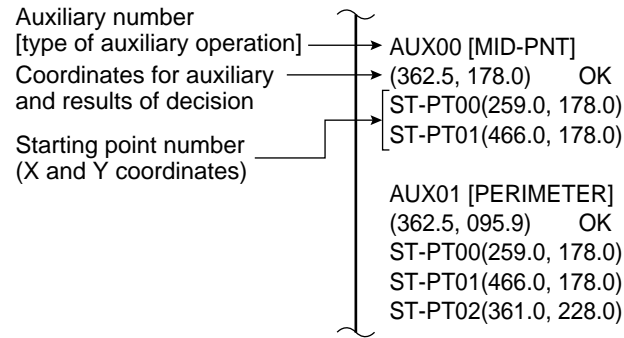 Auxiliary number
[type of auxiliary operation]
Coordinates for auxiliary
and results of decision
Starting point number
(X and Y coordinates)
AUX00 [MID-PNT]
(362.5, 178.0) OK
ST-PT00(259.0, 178.0)
ST-PT01(466.0, 178.0)
AUX01 [PERIMETER]
(362.5, 095.9) OK
ST-PT00(259.0, 178.0)
ST-PT01(466.0, 178.0)
ST-PT02(361.0, 228.0)